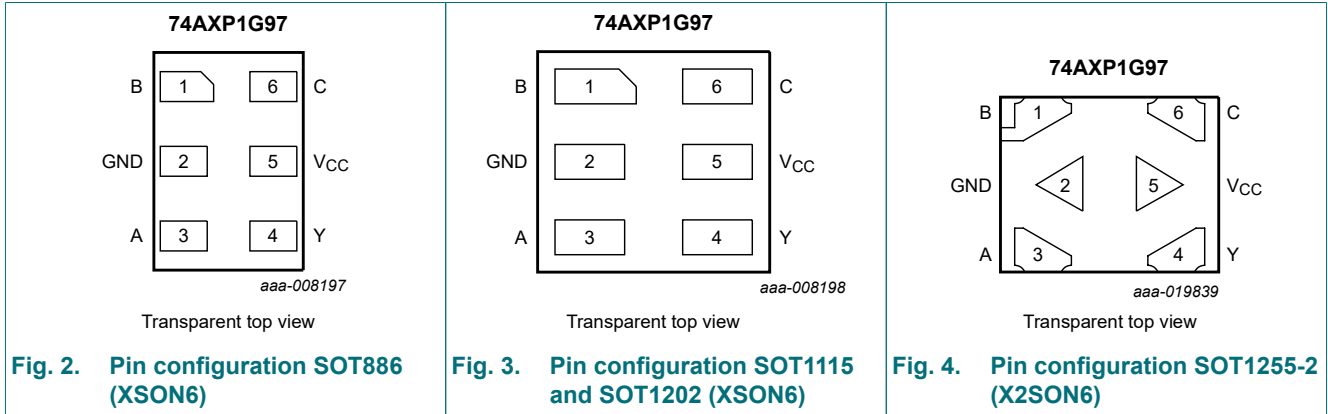 74AXP1G97
B 1 6 C
GND 2 5 VCC
A 3 4 Y
aaa-008197
Transparent top view
Fig. 2. Pin configuration SOT886
(XSON6)
74AXP1G97
B 1 6 C
GND 2 5 VCC
A 3 4 Y
aaa-008198
Transparent top view
Fig. 3. Pin configuration SOT1115
and SOT1202 (XSON6)
74AXP1G97
B 1 6 C
GND 2 5 VCC
A 3 4 Y
aaa-019839
Transparent top view
Fig. 4. Pin configuration SOT1255-2
(X2SON6)